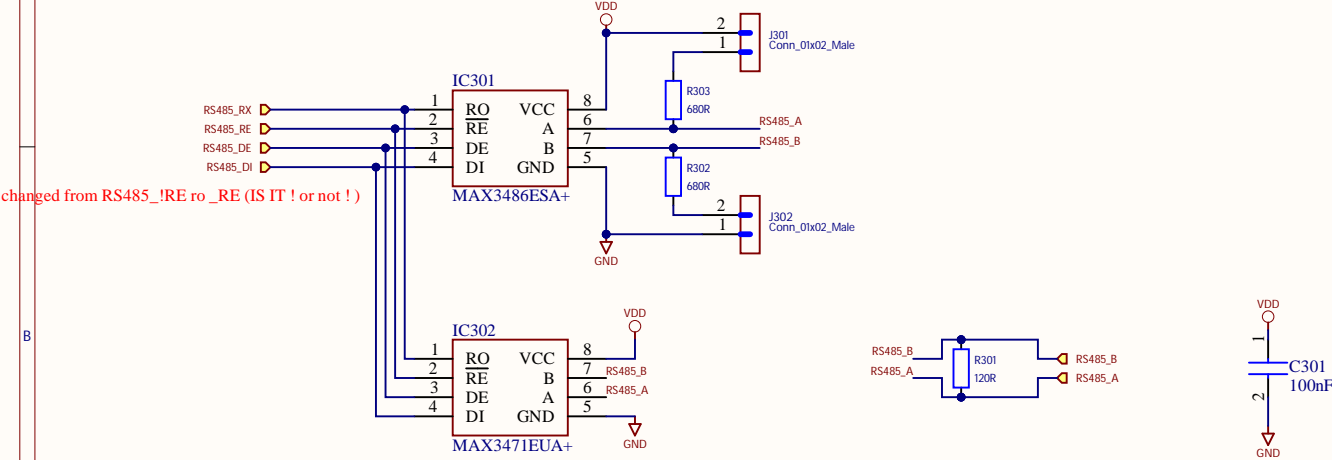 VDD
2
1
J301
Conn_01x02_Male
IC301
R303
680R
RS485_RX
1
RO
VCC
8
RS485_RE
2
RE
A
6
RS485_A
RS485_DE
3
DE
B
7
RS485_B
RS485_DI
4
DI
GND
5
R302
680R
MAX3486ESA+
changed from RS485_!RE ro _RE (IS IT ! or not ! )
2
1
J302
Conn_01x02_Male
GND
VDD
VDD
B
IC302
1
RO
VCC
8
2
RE
B
7
RS485_B
3
DE
A
6
RS485_A
4
DI
GND
5
MAX3471EUA+
GND
RS485_B
RS485_A
R301
120R
RS485_B
RS485_A
1
C301
100nF
2
GND